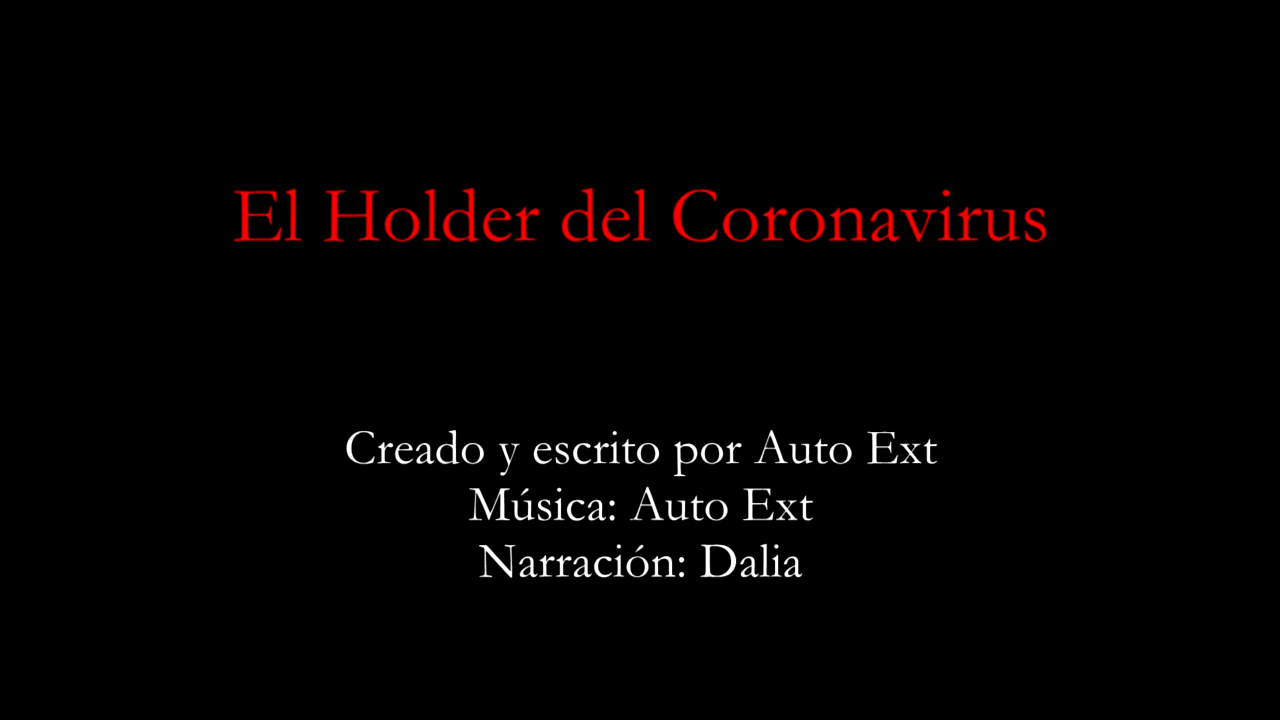 El Holder del Coronavirus
Creado y escrito por Auto Ext
Música: Auto Ext
Narración: Dalia